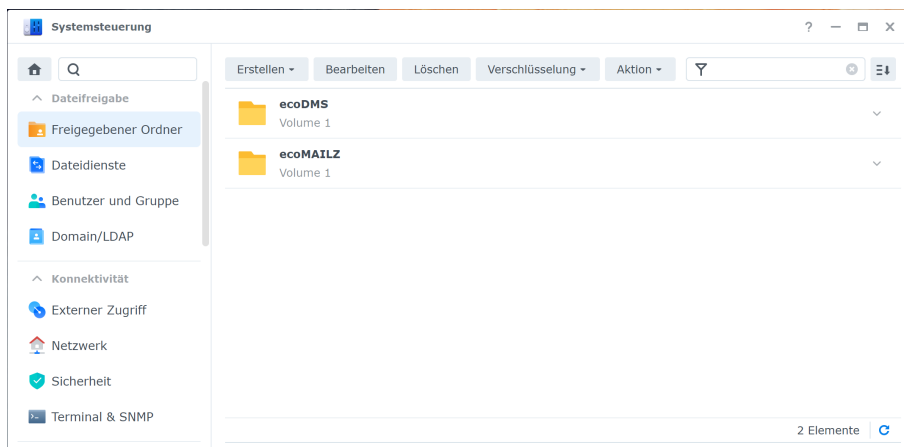 Systemsteuerung
?
Erstellen Bearbeiten Löschen Verschlüsselung Aktion
Dateifreigabe
Freigegebener Ordner
Dateidienste
Benutzer und Gruppe
Domain/LDAP
Konnektivität
Externer Zugriff
Netzwerk
Sicherheit
Terminal & SNMP
ecoDMS
Volume 1
ecoMAILZ
Volume 1
2 Elemente